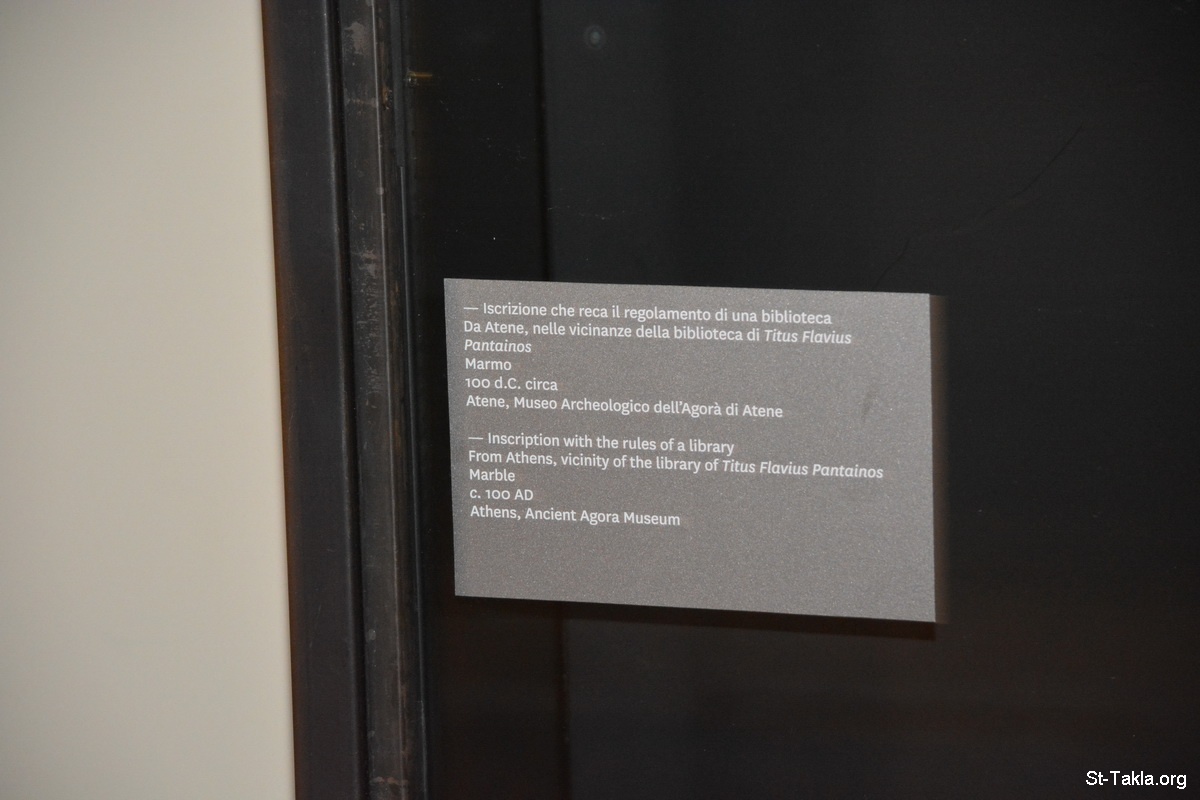 — Iscrizione che reca il regolamento di una biblioteca
Da Atene, nelle vicinanze della biblioteca di Titus Flavius
Pantainos
Marmo
100 d.C. circa
Atene, Museo Archeologico dell'Agorà di Atene
— Inscription with the rules of a library
From Athens, vicinity of the library of Titus Flavius Pantainos
Marble
c. 100 AD
Athens, Ancient Agora Museum
St-Takla.org